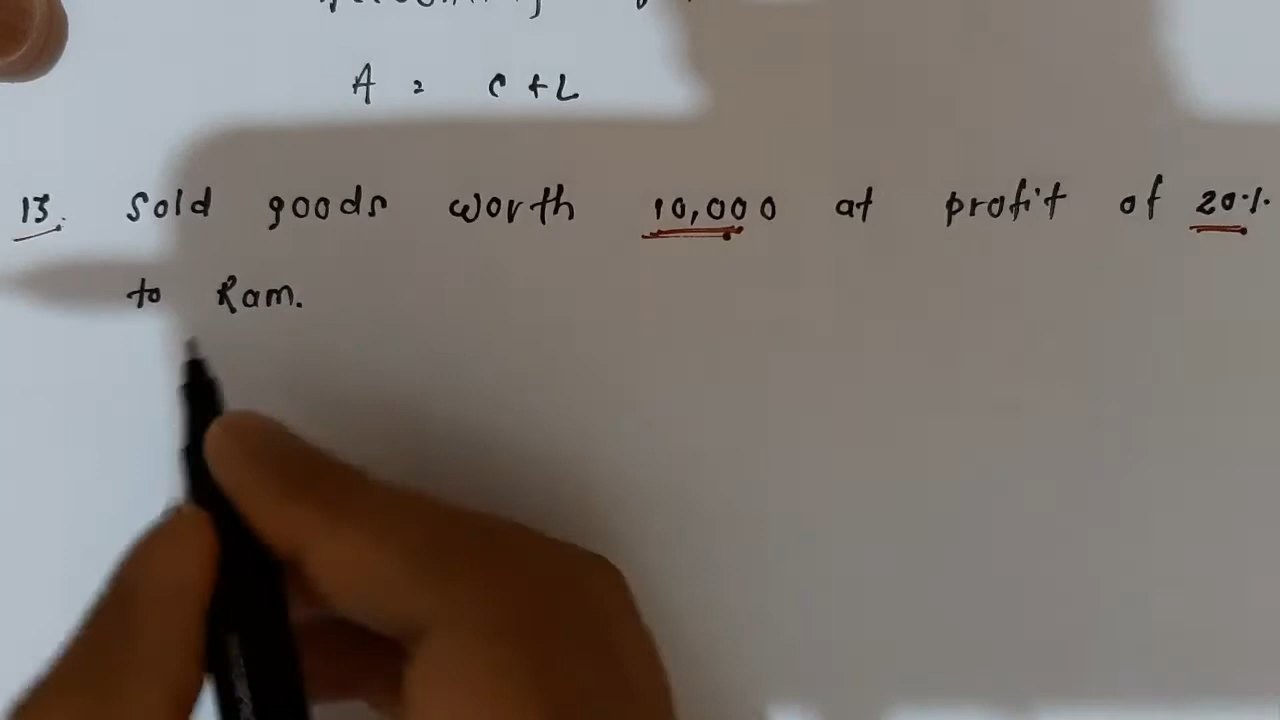 A = C + L
13. Sold goods worth 10,000 at profit of 20%
to Ram.